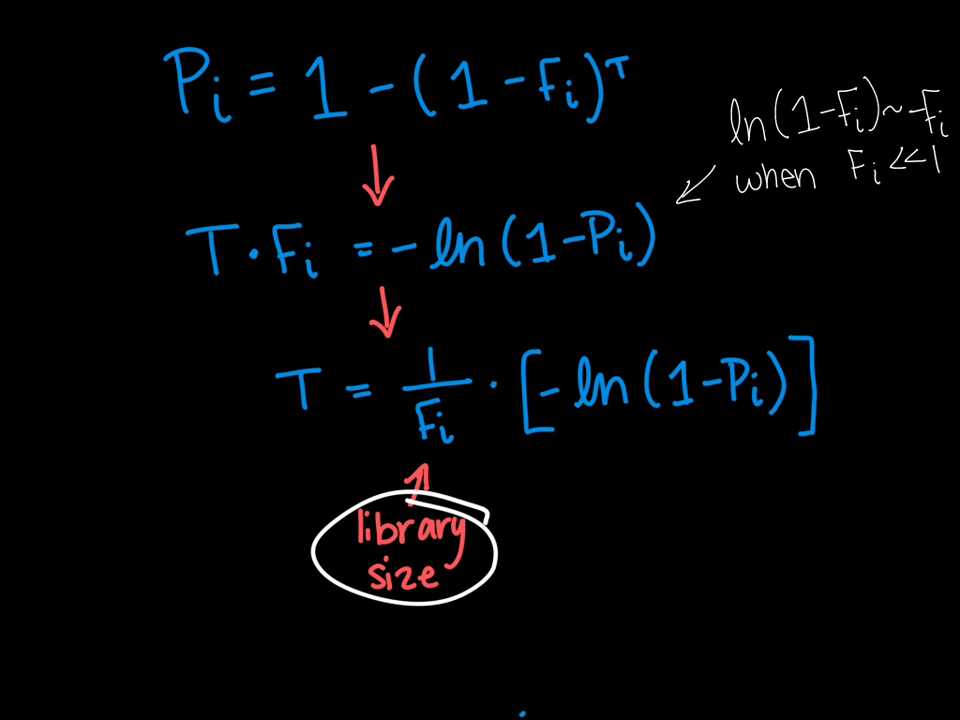 Pi = 1 - (1 - Fi)^T
ln(1-Fi) ~ -Fi
when Fi << 1
T · Fi = - ln(1-Pi)
T = 1/Fi · [- ln(1-Pi)]
library
size